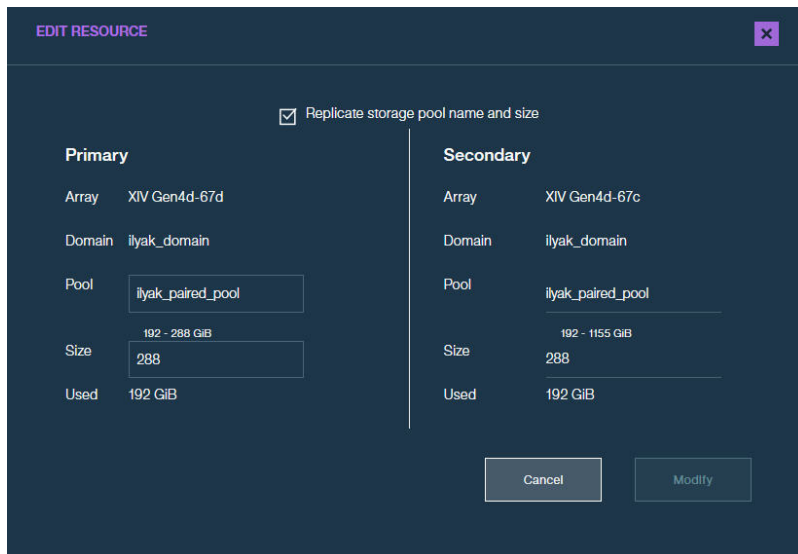 EDIT RESOURCE
Replicate storage pool name and size
Primary
Array XIV Gen4d-67d
Domain ilyak_domain
Pool ilyak_paired_pool
192 - 288 GiB
Size 288
Used 192 GiB
Secondary
Array XIV Gen4d-67c
Domain ilyak_domain
Pool ilyak_paired_pool
192 - 1155 GiB
Size 288
Used 192 GiB
Cancel Modify